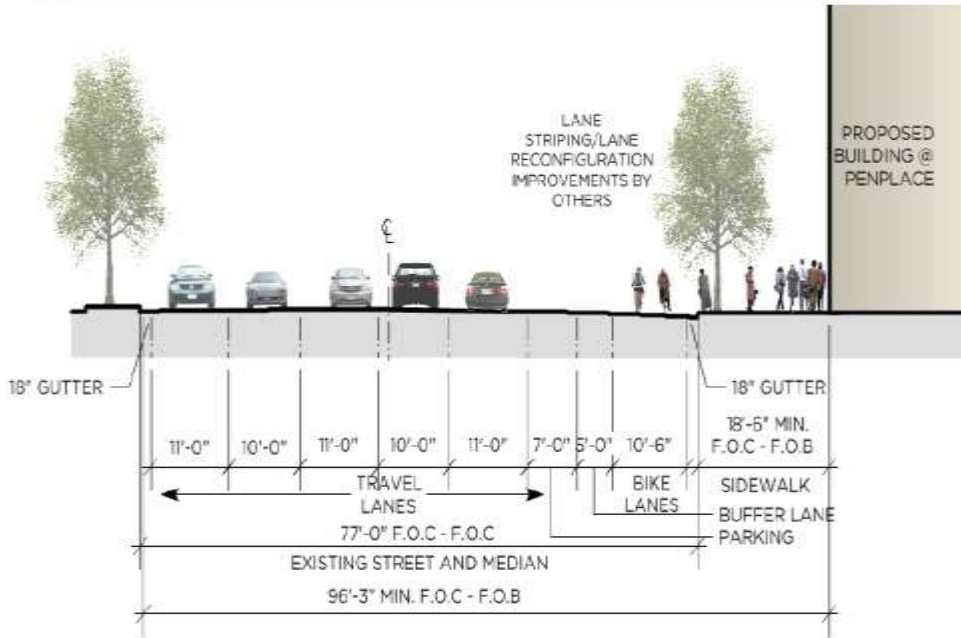 LANE
STRIPING/LANE
RECONFIGURATION
IMPROVEMENTS BY
OTHERS
PROPOSED
BUILDING @
PENPLACE
℄
18" GUTTER
18" GUTTER
11'-0" 10'-0" 11'-0" 10'-0" 11'-0" 7'-0" 5'-0" 10'-6"
18'-6" MIN.
F.O.C - F.O.B
TRAVEL
LANES
BIKE
LANES
SIDEWALK
BUFFER LANE
PARKING
77'-0" F.O.C - F.O.C
EXISTING STREET AND MEDIAN
96'-3" MIN. F.O.C - F.O.B